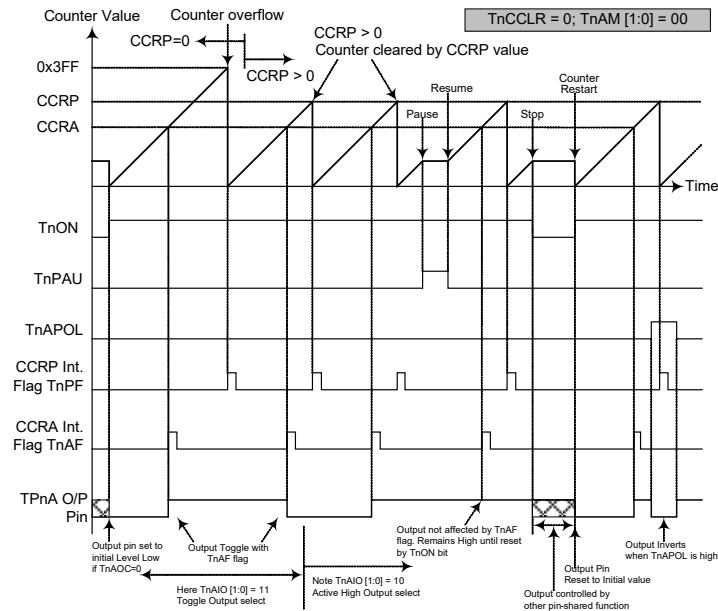 Counter Value
Counter overflow
CCRP=0
CCRP > 0
CCRP > 0
Counter cleared by CCRP value
TnCCLR = 0; TnAM [1:0] = 00
0x3FF
CCRP
CCRA
Pause
Resume
Stop
Counter
Restart
Time
TnON
TnPAU
TnAPOL
CCRP Int.
Flag TnPF
CCRA Int.
Flag TnAF
TPnA O/P
Pin
Output pin set to
initial Level Low
if TnAOC=0
Output Toggle with
TnAF flag
Here TnAIO [1:0] = 11
Toggle Output select
Note TnAIO [1:0] = 10
Active High Output select
Output not affected by TnAF
flag. Remains High until reset
by TnON bit
Output controlled by
other pin-shared function
Output Pin
Reset to Initial value
Output Inverts
when TnAPOL is high